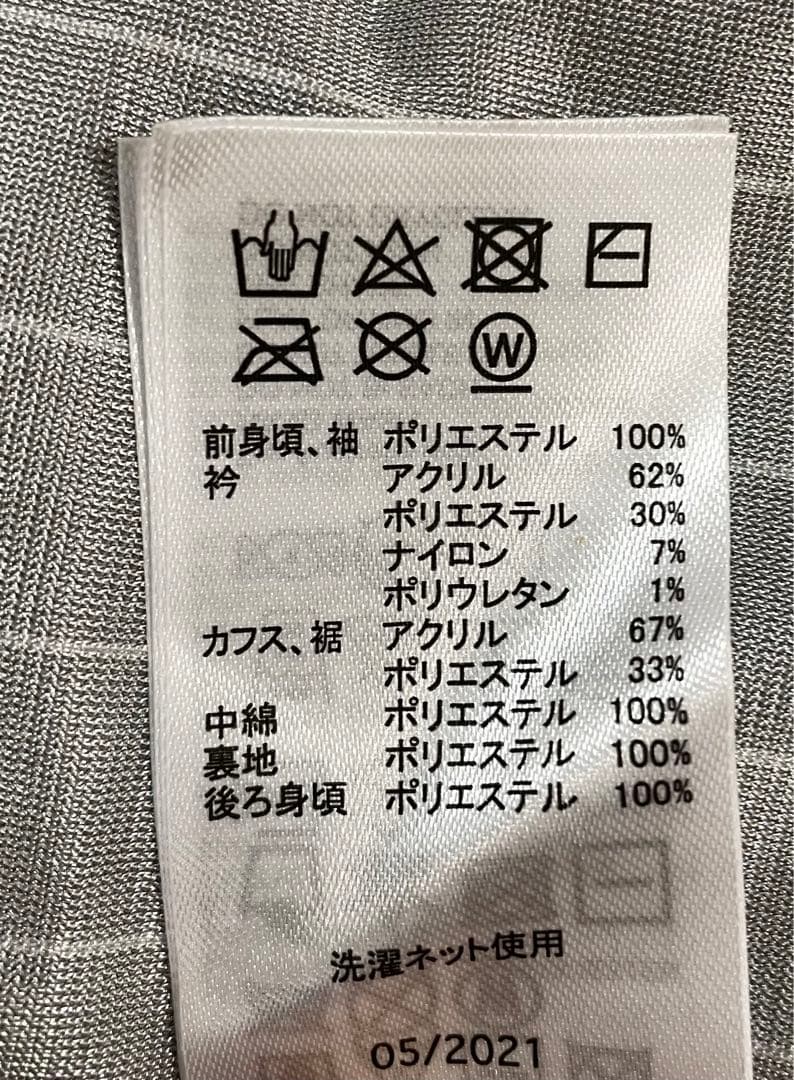 W
前身頃、袖 ポリエステル 100%
衿 アクリル 62%
ポリエステル 30%
ナイロン 7%
ポリウレタン 1%
カフス、裾 アクリル 67%
ポリエステル 33%
中綿 ポリエステル 100%
裏地 ポリエステル 100%
後ろ身頃 ポリエステル 100%
洗濯ネット使用
05/2021